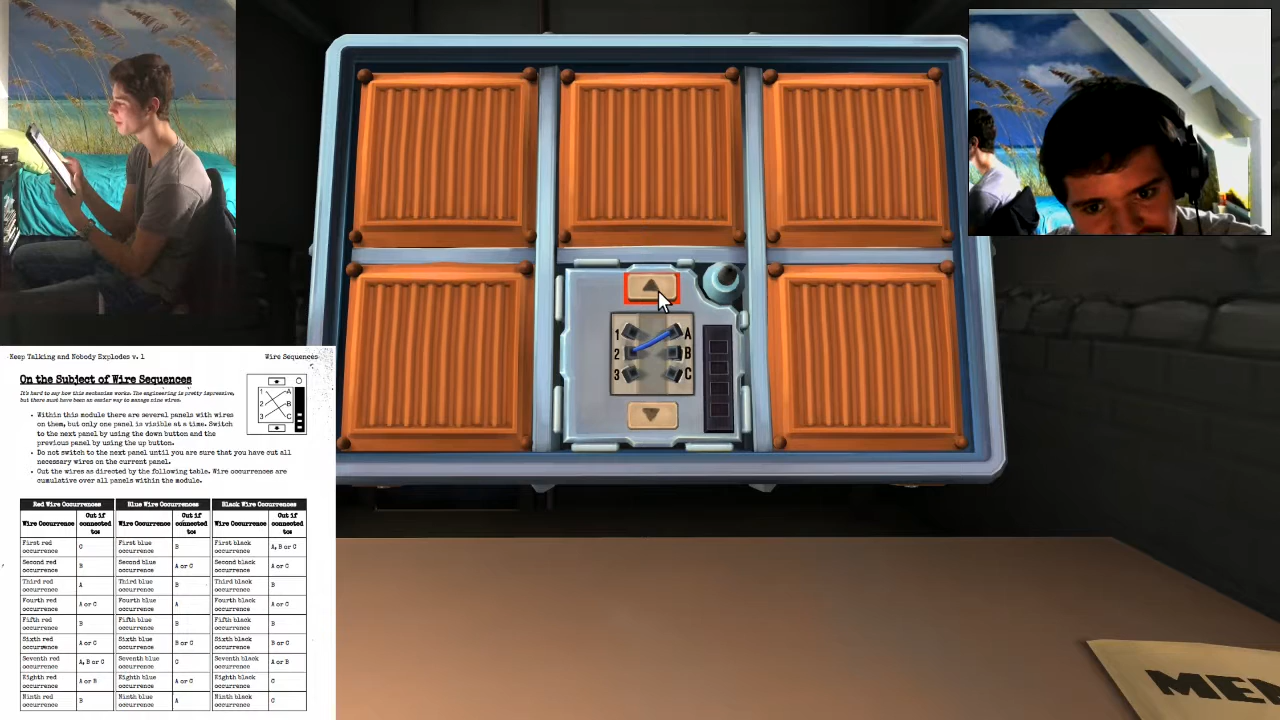 Keep Talking and Nobody Explodes v. 1 Wire Sequences
On the Subject of Wire Sequences
It's hard to say how this mechanism works. The engineering is pretty impressive,
but there must have been an easier way to manage nine wires.
1 A
2 B
3 C
• Within this module there are several panels with wires
on them, but only one panel is visible at a time. Switch
to the next panel by using the down button and the
previous panel by using the up button.
• Do not switch to the next panel until you are sure that you have cut all
necessary wires on the current panel.
• Cut the wires as directed by the following table. Wire occurrences are
cumulative over all panels within the module.
Red Wire Occurrences Blue Wire Occurrences Black Wire Occurrences
Wire Occurrence Cut if connected to: Wire Occurrence Cut if connected to: Wire Occurrence Cut if connected to:
First red occurrence C First blue occurrence B First black occurrence A, B or C
Second red occurrence B Second blue occurrence A or C Second black occurrence A or C
Third red occurrence A Third blue occurrence B Third black occurrence B
Fourth red occurrence A or C Fourth blue occurrence A Fourth black occurrence A or C
Fifth red occurrence B Fifth blue occurrence B Fifth black occurrence B
Sixth red occurrence A or C Sixth blue occurrence B or C Sixth black occurrence B or C
Seventh red occurrence A, B or C Seventh blue occurrence C Seventh black occurrence A or B
Eighth red occurrence A or B Eighth blue occurrence A or C Eighth black occurrence C
Ninth red occurrence B Ninth blue occurrence A Ninth black occurrence C
1 A
2 B
3 C
MEN